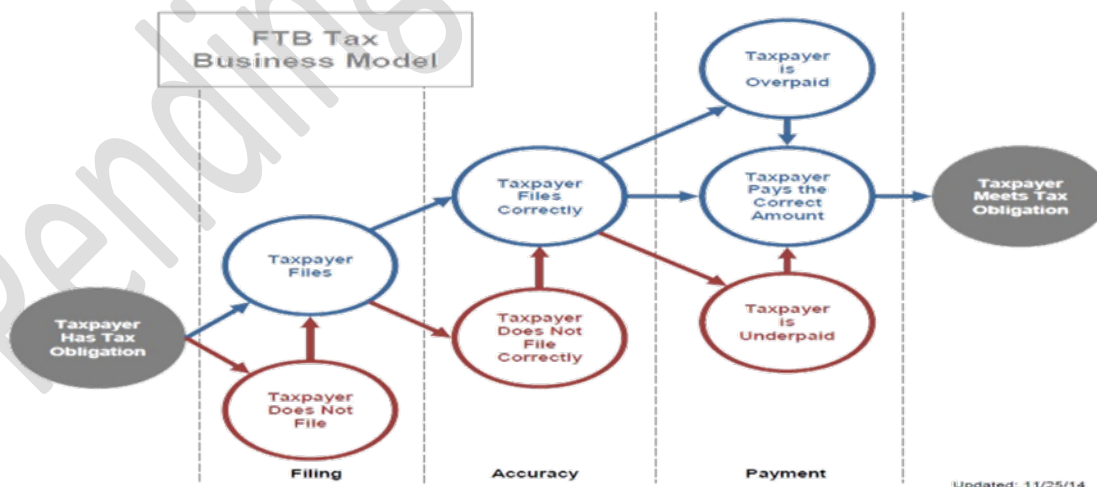 FTB Tax
Business Model
Taxpayer
is
Overpaid
Taxpayer
Files
Correctly
Taxpayer
Pays the
Correct
Amount
Taxpayer
Meets Tax
Obligation
Taxpayer
Files
Taxpayer
Has Tax
Obligation
Taxpayer
Does Not
File
Correctly
Taxpayer
is
Underpaid
Taxpayer
Does Not
File
Filing
Accuracy
Payment
Updated: 11/25/14
Pending